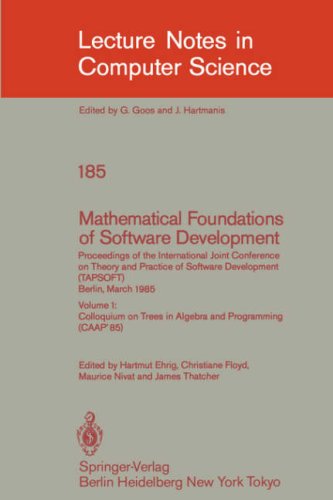 Lecture Notes in
Computer Science
Edited by G. Goos and J. Hartmanis
185
Mathematical Foundations
of Software Development
Proceedings of the International Joint Conference
on Theory and Practice of Software Development
(TAPSOFT)
Berlin, March 1985
Volume 1:
Colloquium on Trees in Algebra and Programming
(CAAP'85)
Edited by Hartmut Ehrig, Christiane Floyd,
Maurice Nivat and James Thatcher
Springer-Verlag
Berlin Heidelberg New York Tokyo